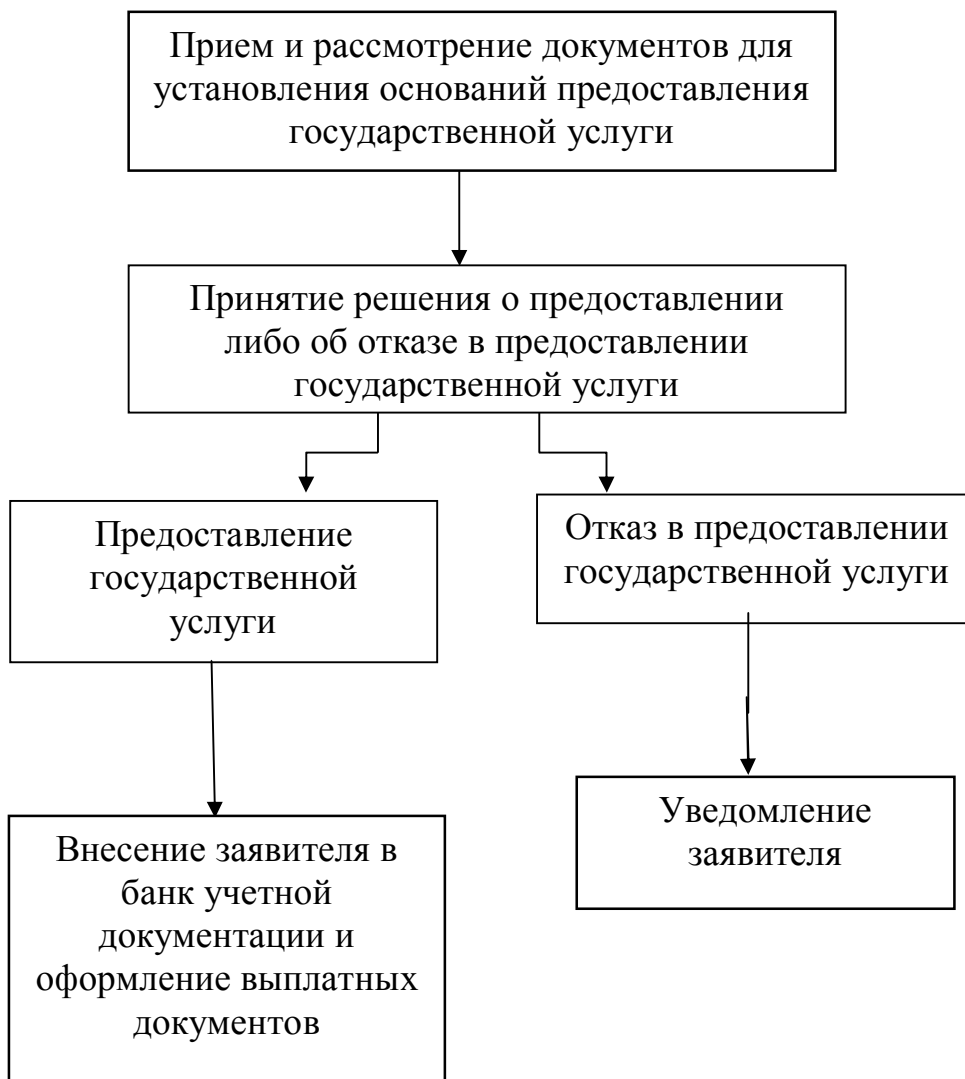 Прием и рассмотрение документов для
установления оснований предоставления
государственной услуги
Принятие решения о предоставлении
либо об отказе в предоставлении
государственной услуги
Предоставление
государственной
услуги
Отказ в предоставлении
государственной услуги
Внесение заявителя в
банк учетной
документации и
оформление выплатных
документов
Уведомление
заявителя